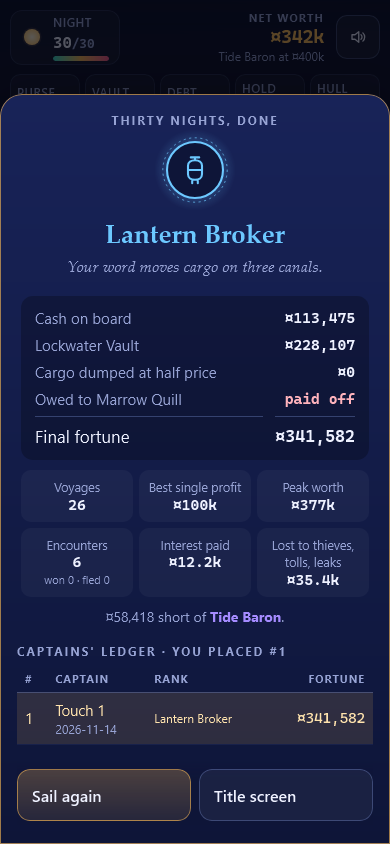 NIGHT
30/30
NET WORTH
¤342k
Tide Baron at ¤400k
PURSE
VAULT
DEBT
HOLD
HULL
THIRTY NIGHTS, DONE
Lantern Broker
Your word moves cargo on three canals.
Cash on board ¤113,475
Lockwater Vault ¤228,107
Cargo dumped at half price ¤0
Owed to Marrow Quill paid off
Final fortune ¤341,582
Voyages
26
Best single profit
¤100k
Peak worth
¤377k
Encounters
6
won 0 · fled 0
Interest paid
¤12.2k
Lost to thieves,
tolls, leaks
¤35.4k
¤58,418 short of Tide Baron.
CAPTAINS' LEDGER · YOU PLACED #1
# CAPTAIN RANK FORTUNE
1 Touch 1 Lantern Broker ¤341,582
2026-11-14
Sail again
Title screen